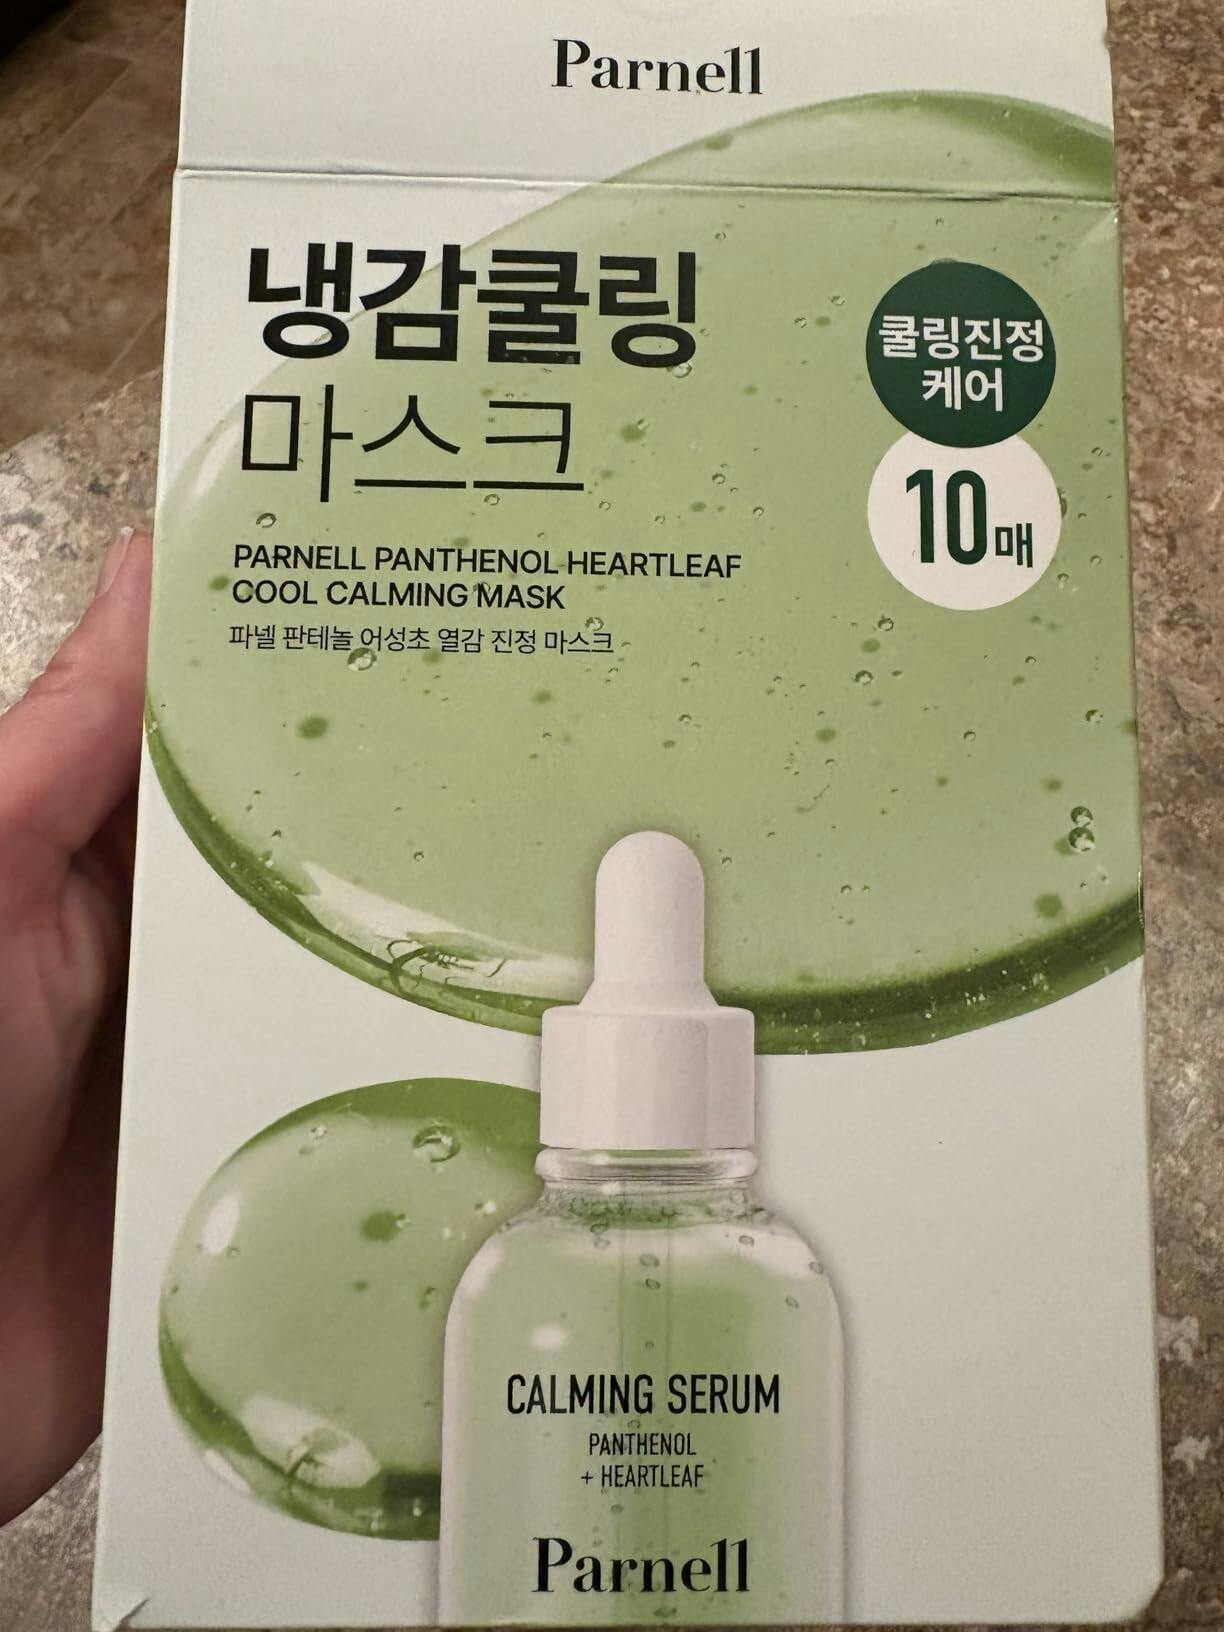 Parnell
냉감쿨링
마스크
쿨링진정
케어
10매
PARNELL PANTHENOL HEARTLEAF
COOL CALMING MASK
파넬 판테놀 어성초 열감 진정 마스크
CALMING SERUM
PANTHENOL
+ HEARTLEAF
Parnell